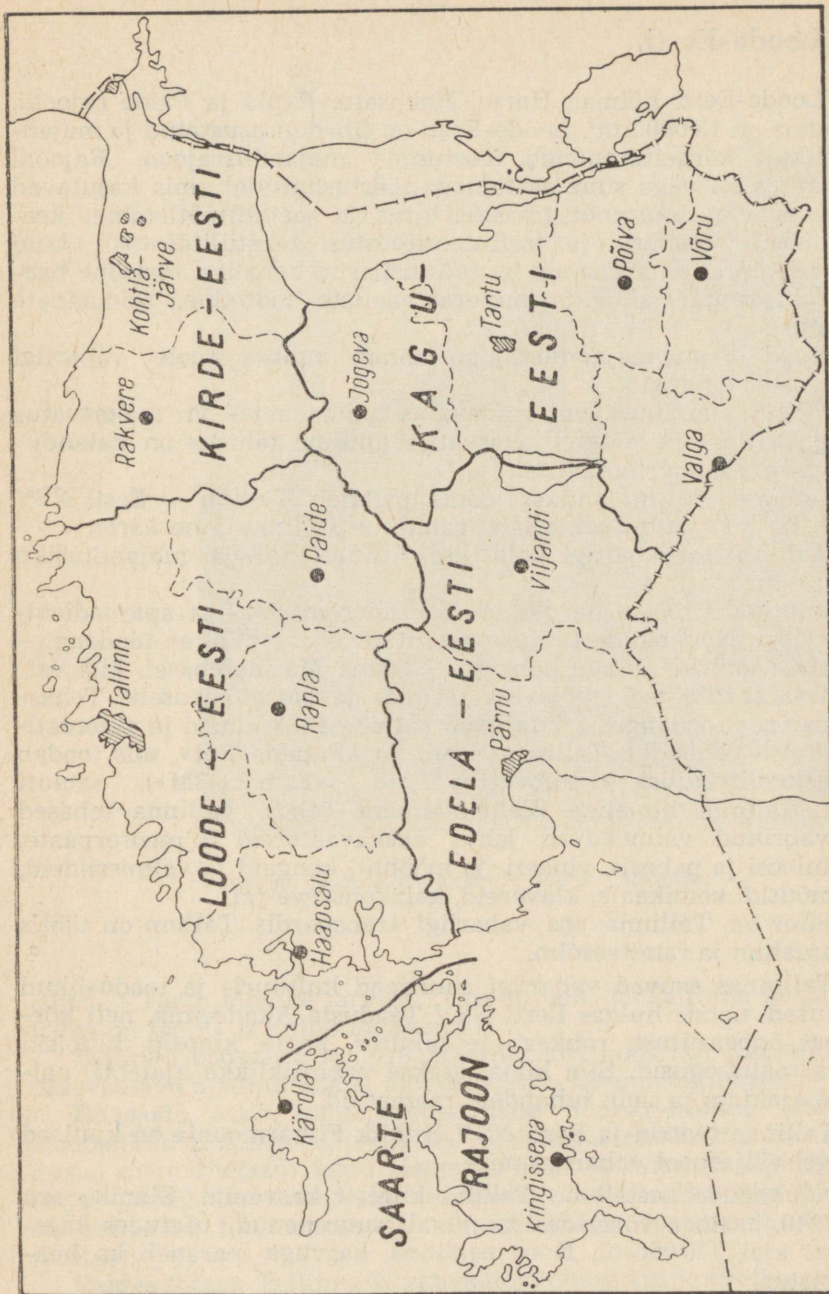 Tallinn
Rakvere
Kohtla-
Järve
LOODE – EESTI
KIRDE – EESTI
Kärdla
Haapsalu
Rapla
Paide
Jõgeva
SAARTE
RAJOON
KAGU –
EESTI
EDELA – EESTI
Tartu
Kingissepa
Pärnu
Viljandi
Põlva
Valga
Võru